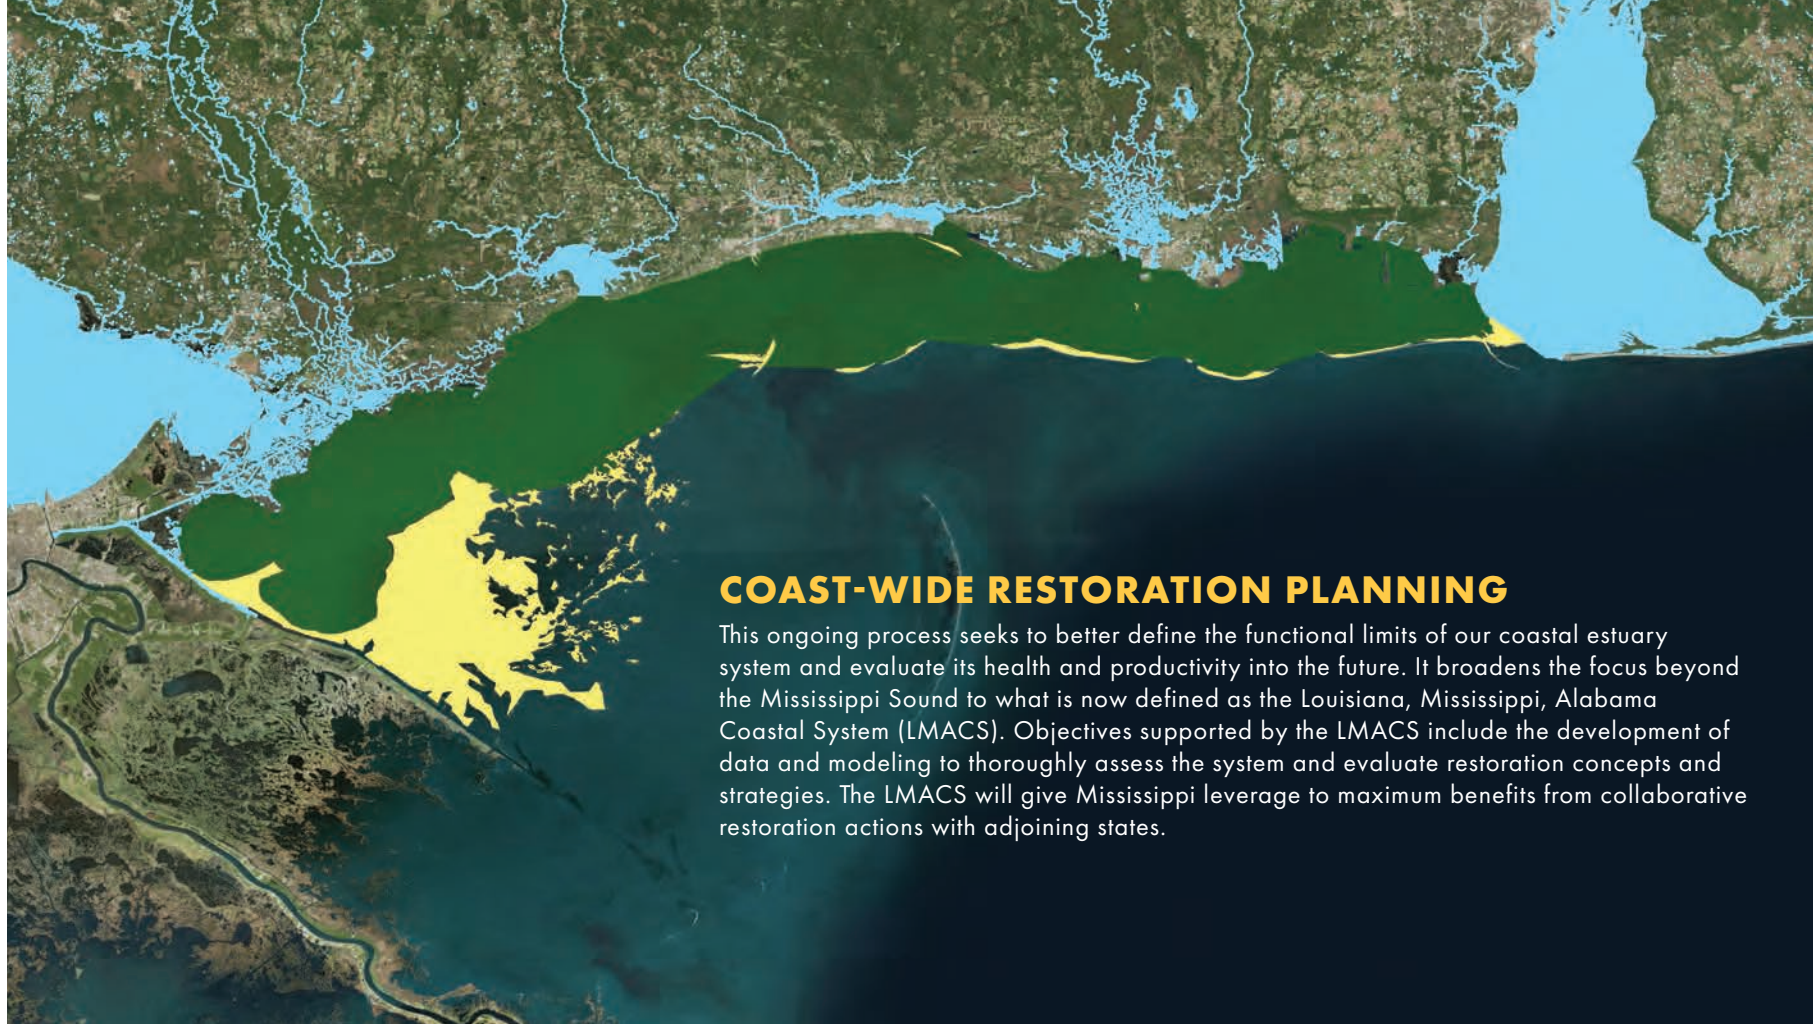 COAST-WIDE RESTORATION PLANNING
This ongoing process seeks to better define the functional limits of our coastal estuary
system and evaluate its health and productivity into the future. It broadens the focus beyond
the Mississippi Sound to what is now defined as the Louisiana, Mississippi, Alabama
Coastal System (LMACS). Objectives supported by the LMACS include the development of
data and modeling to thoroughly assess the system and evaluate restoration concepts and
strategies. The LMACS will give Mississippi leverage to maximum benefits from collaborative
restoration actions with adjoining states.